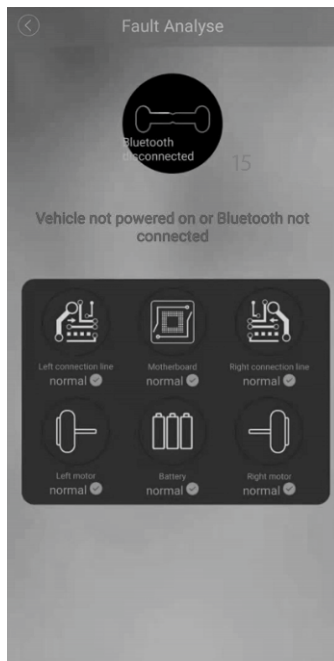 Fault Analyse
Bluetooth
disconnected
15
Vehicle not powered on or Bluetooth not
connected
Left connection line
normal
Motherboard
normal
Right connection line
normal
Left motor
normal
Battery
normal
Right motor
normal